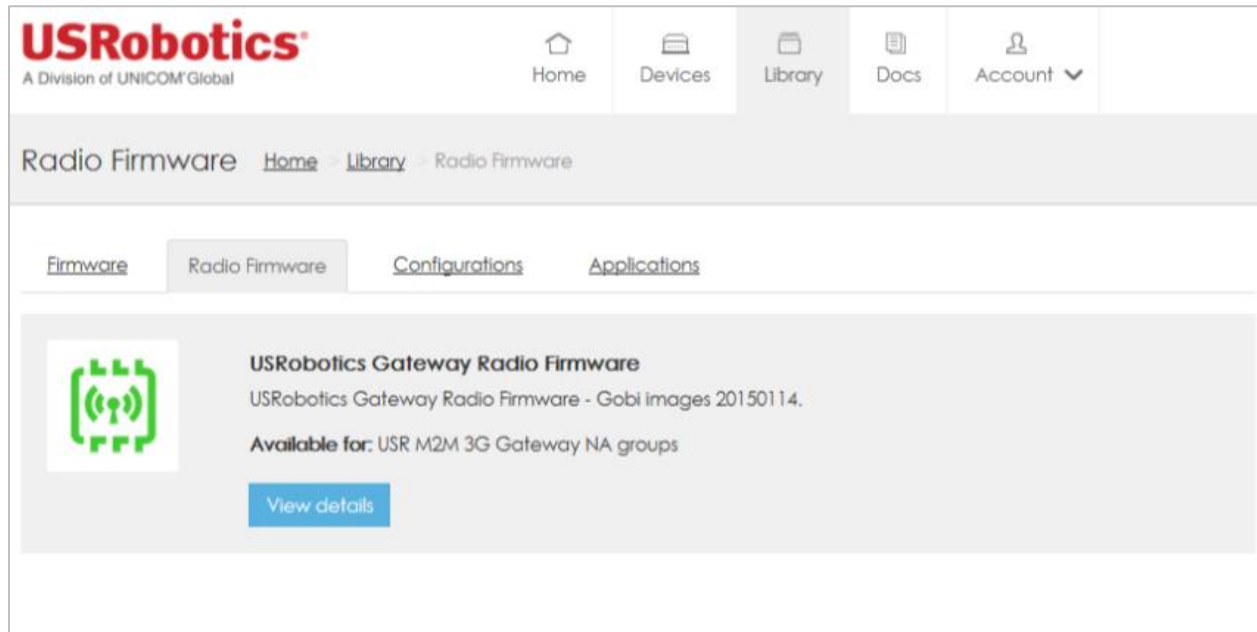 USRobotics®
A Division of UNICOM® Global
Home
Devices
Library
Docs
Account
Radio Firmware Home > Library > Radio Firmware
Firmware Radio Firmware Configurations Applications
USRobotics Gateway Radio Firmware
USRobotics Gateway Radio Firmware - Gobi images 20150114.
Available for: USR M2M 3G Gateway NA groups
View details